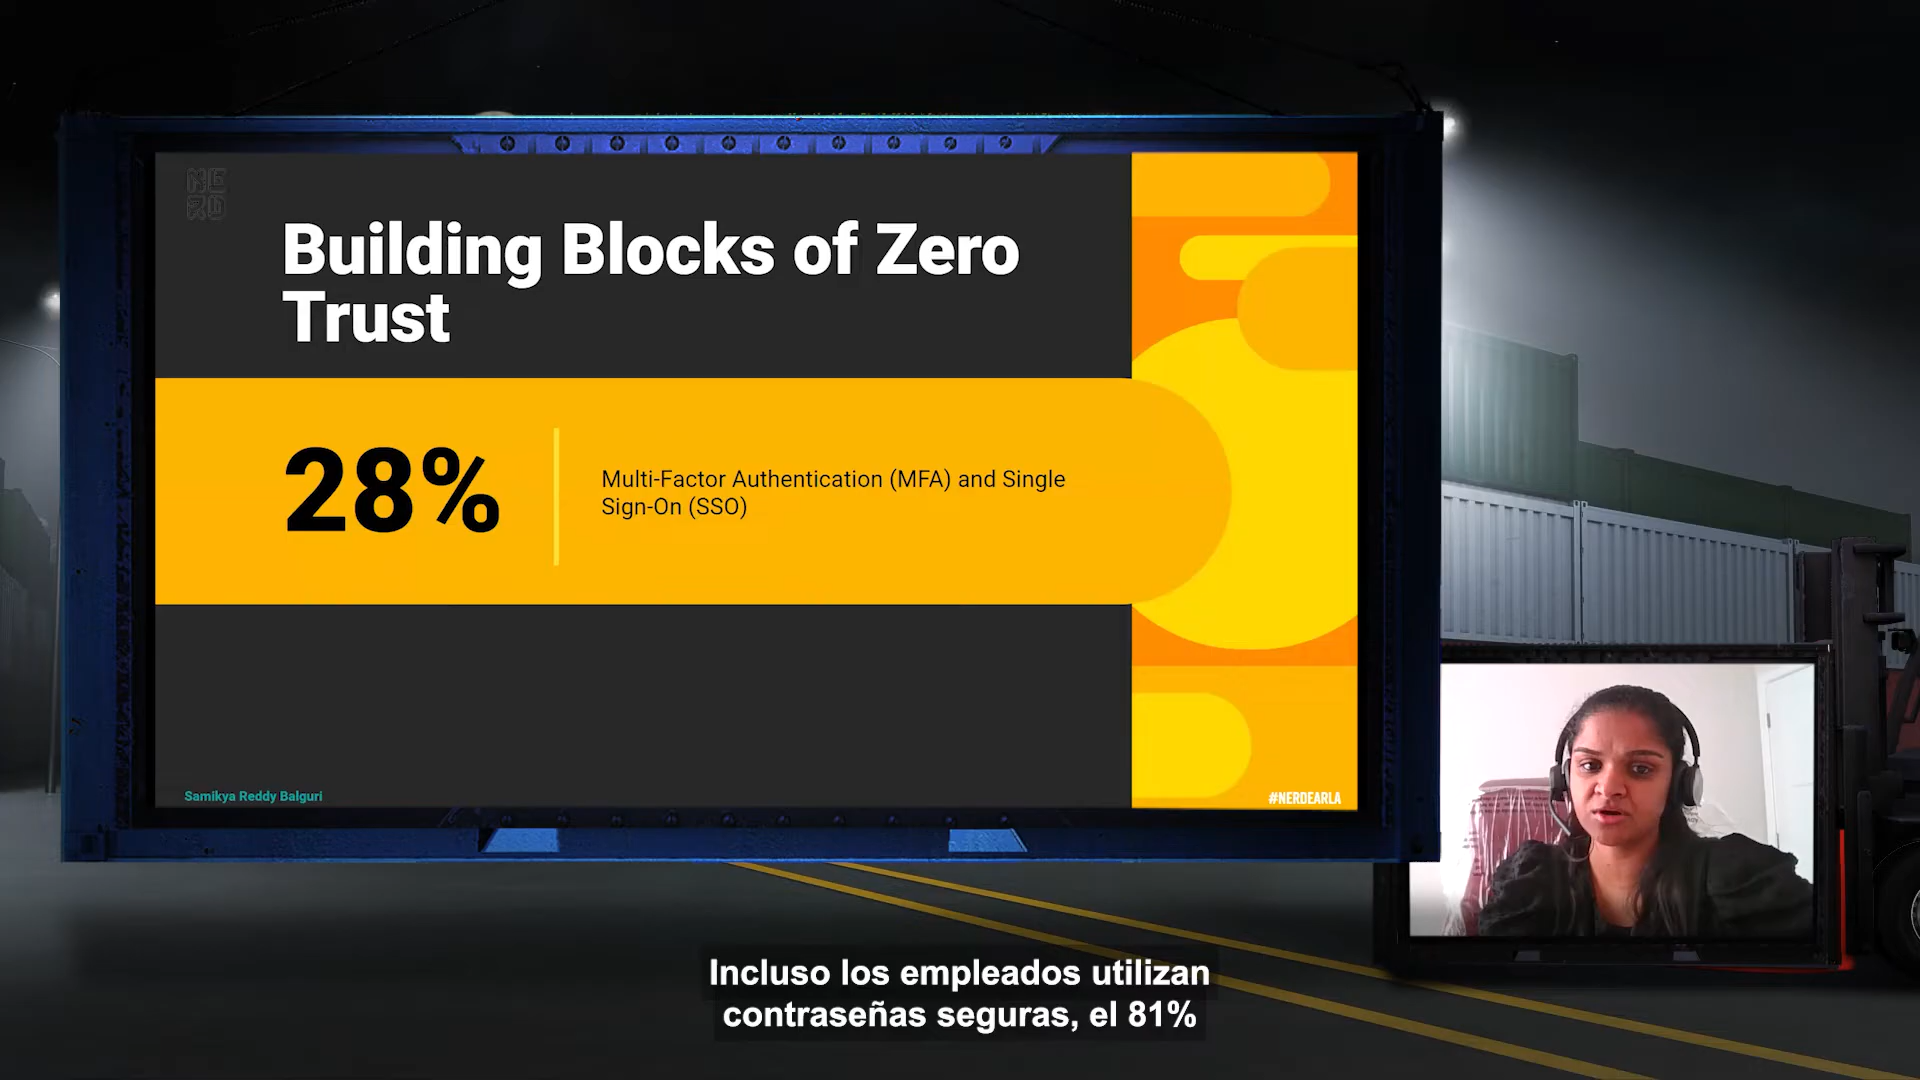 NERD
Building Blocks of Zero
Trust
28%
Multi-Factor Authentication (MFA) and Single
Sign-On (SSO)
Samikya Reddy Balguri
#NERDEARLA
Incluso los empleados utilizan
contraseñas seguras, el 81%